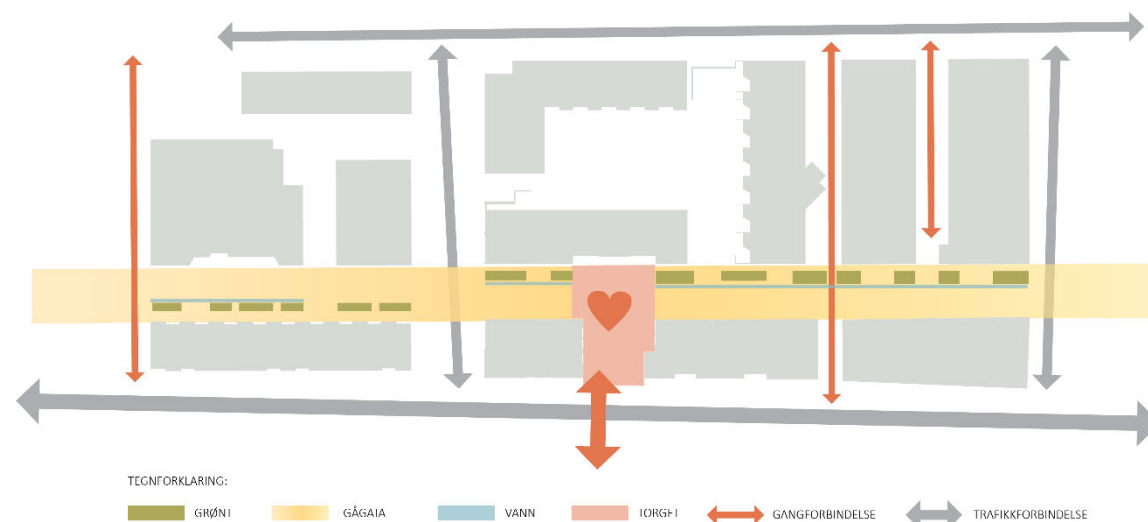 TEGNFORKLARING:
GRØNT
GÅGATA
VANN
TORGET
GANGFORBINDELSE
TRAFIKKFORBINDELSE